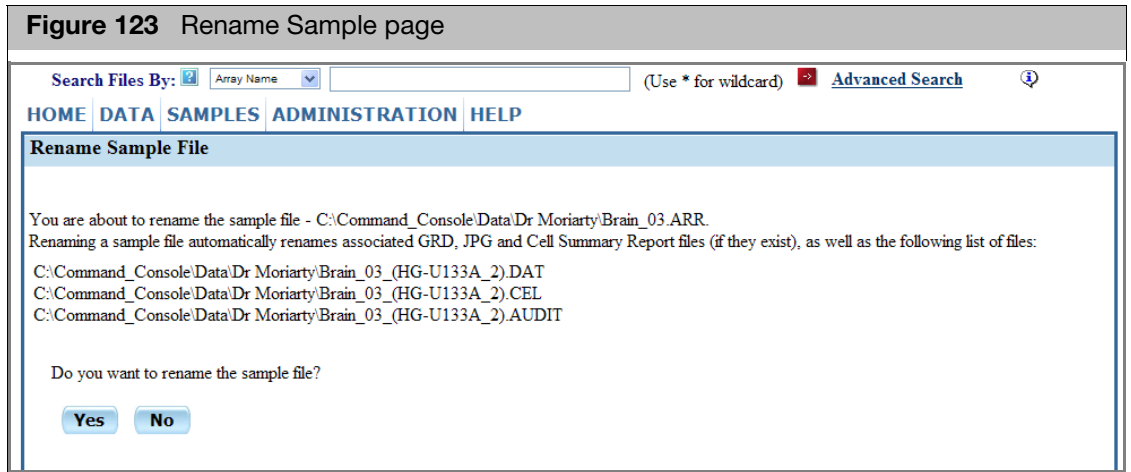 Figure 123 Rename Sample page
Search Files By: ? Array Name (Use * for wildcard) Advanced Search
HOME DATA SAMPLES ADMINISTRATION HELP
Rename Sample File
You are about to rename the sample file - C:\Command_Console\Data\Dr Moriarty\Brain_03.ARR.
Renaming a sample file automatically renames associated GRD, JPG and Cell Summary Report files (if they exist), as well as the following list of files:
C:\Command_Console\Data\Dr Moriarty\Brain_03_(HG-U133A_2).DAT
C:\Command_Console\Data\Dr Moriarty\Brain_03_(HG-U133A_2).CEL
C:\Command_Console\Data\Dr Moriarty\Brain_03_(HG-U133A_2).AUDIT
Do you want to rename the sample file?
Yes No